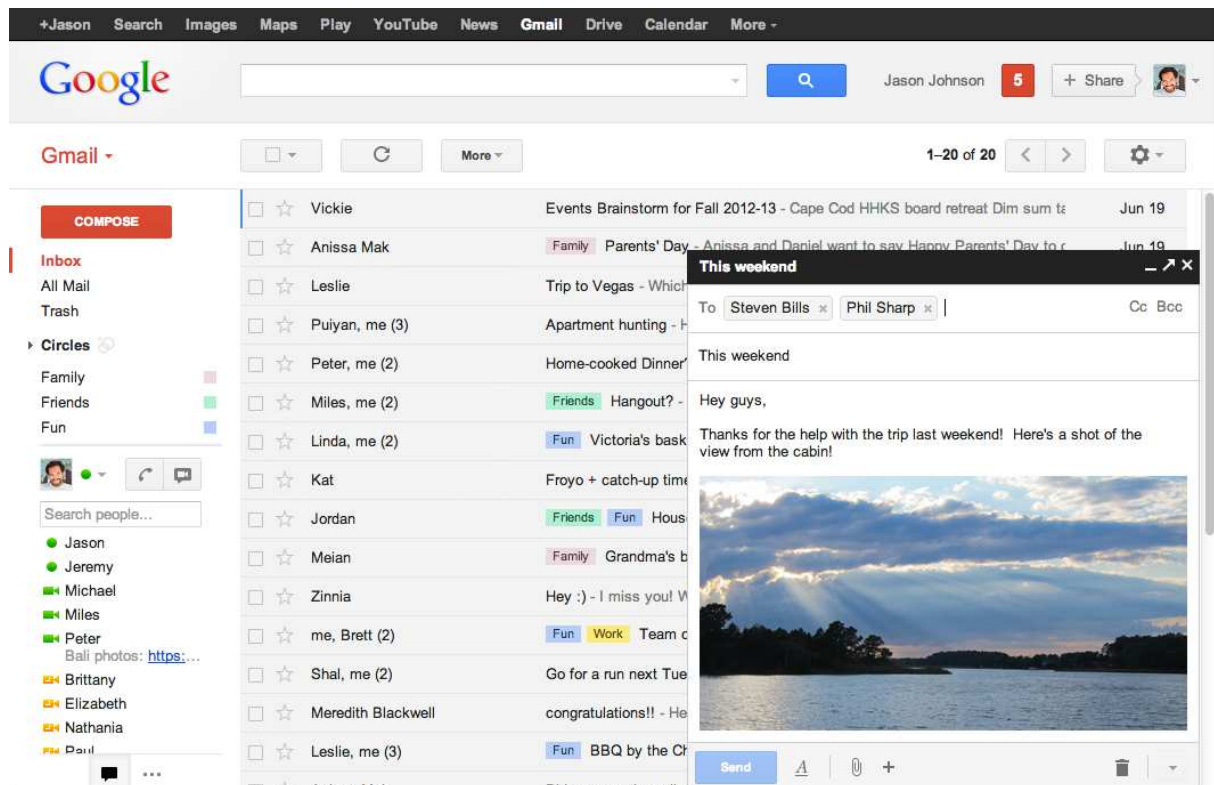 +Jason Search Images Maps Play YouTube News Gmail Drive Calendar More
Google
Jason Johnson 5 + Share
Gmail
More
1–20 of 20
COMPOSE
Inbox
All Mail
Trash
Circles
Family
Friends
Fun
Search people...
Jason
Jeremy
Michael
Miles
Peter
Bali photos: https:...
Brittany
Elizabeth
Nathania
Paul
Vickie Events Brainstorm for Fall 2012-13 - Cape Cod HHKS board retreat Dim sum Jun 19
Anissa Mak Family Parents' Day - Anissa and Daniel want to say Happy Parents' Day to Jun 19
Leslie Trip to Vegas - Which
Puiyan, me (3) Apartment hunting -
Peter, me (2) Home-cooked Dinner
Miles, me (2) Friends Hangout? -
Linda, me (2) Fun Victoria's bask
Kat Froyo + catch-up time
Jordan Friends Fun Hous
Meian Family Grandma's b
Zinnia Hey :) - I miss you!
me, Brett (2) Fun Work Team
Shal, me (2) Go for a run next Tue
Meredith Blackwell congratulations!! - He
Leslie, me (3) Fun BBQ by the Ch
This weekend
To Steven Bills × Phil Sharp × Cc Bcc
This weekend
Hey guys,
Thanks for the help with the trip last weekend! Here's a shot of the
view from the cabin!
Send A +